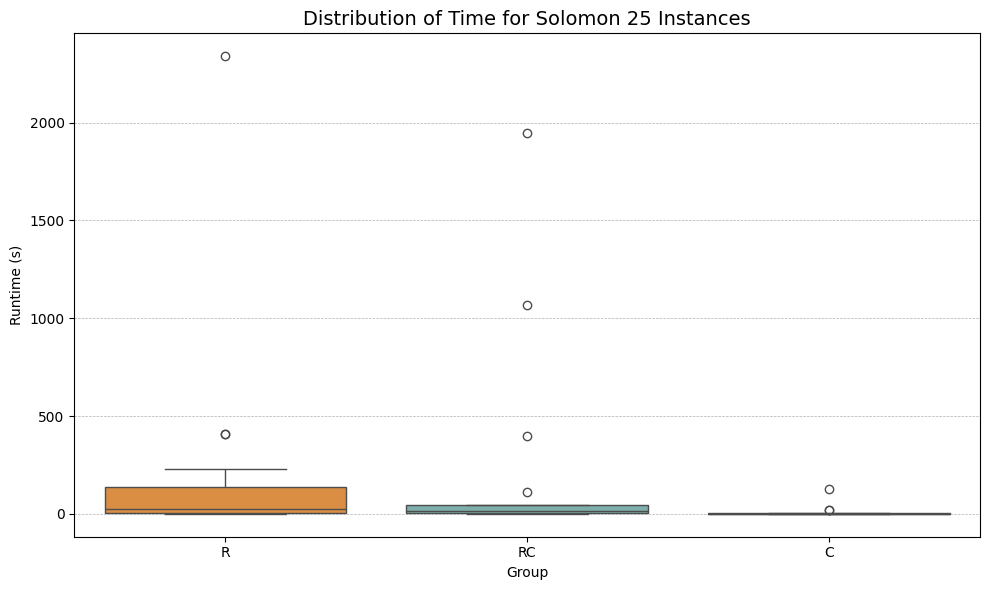 Distribution of Time for Solomon 25 Instances
Runtime (s)
2000
1500
1000
500
0
R
RC
C
Group